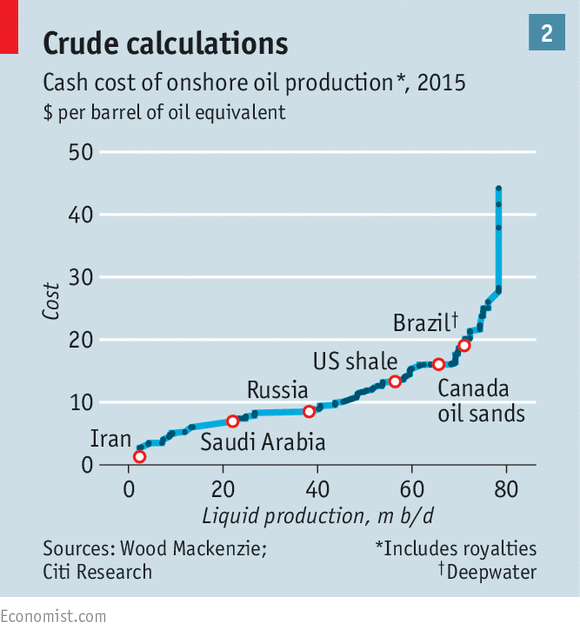 2
Crude calculations
Cash cost of onshore oil production*, 2015
$ per barrel of oil equivalent
50
40
30
20
10
0
Cost
Brazil†
US shale
Russia
Canada
oil sands
Iran
Saudi Arabia
0 20 40 60 80
Liquid production, m b/d
Sources: Wood Mackenzie;
Citi Research
*Includes royalties
†Deepwater
Economist.com